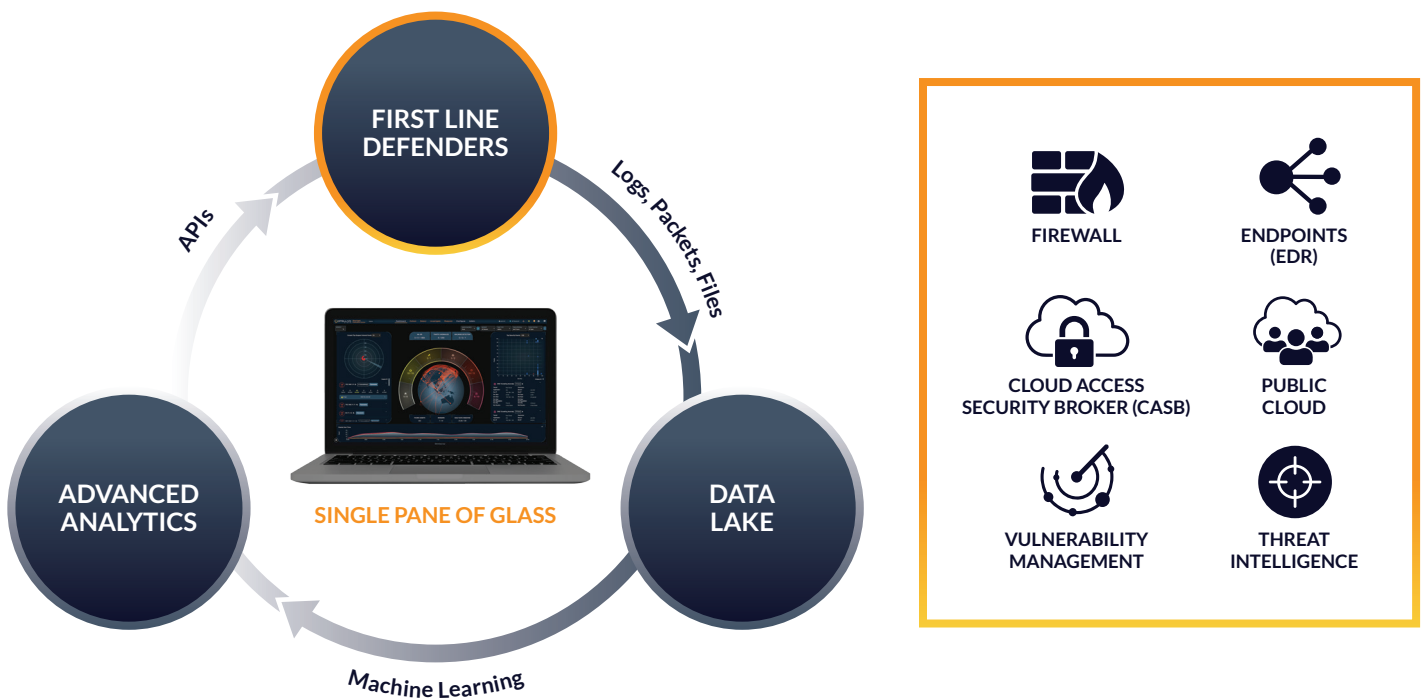 FIRST LINE
DEFENDERS
Logs, Packets, Files
APIs
SINGLE PANE OF GLASS
ADVANCED
ANALYTICS
DATA
LAKE
Machine Learning
FIREWALL
ENDPOINTS
(EDR)
CLOUD ACCESS
SECURITY BROKER (CASB)
PUBLIC
CLOUD
VULNERABILITY
MANAGEMENT
THREAT
INTELLIGENCE